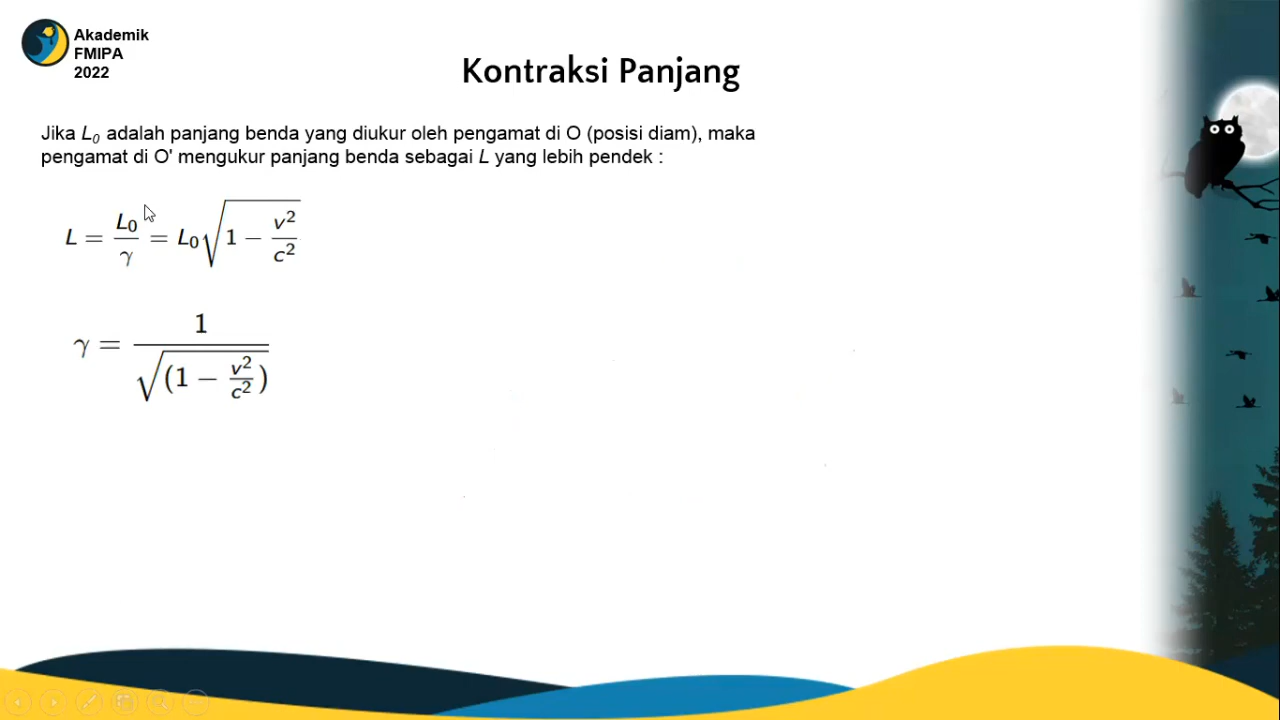 Akademik
FMIPA
2022
Kontraksi Panjang
Jika L₀ adalah panjang benda yang diukur oleh pengamat di O (posisi diam), maka
pengamat di O' mengukur panjang benda sebagai L yang lebih pendek :
L = L₀/γ = L₀√(1 − v²/c²)
γ = 1/√((1 − v²/c²))